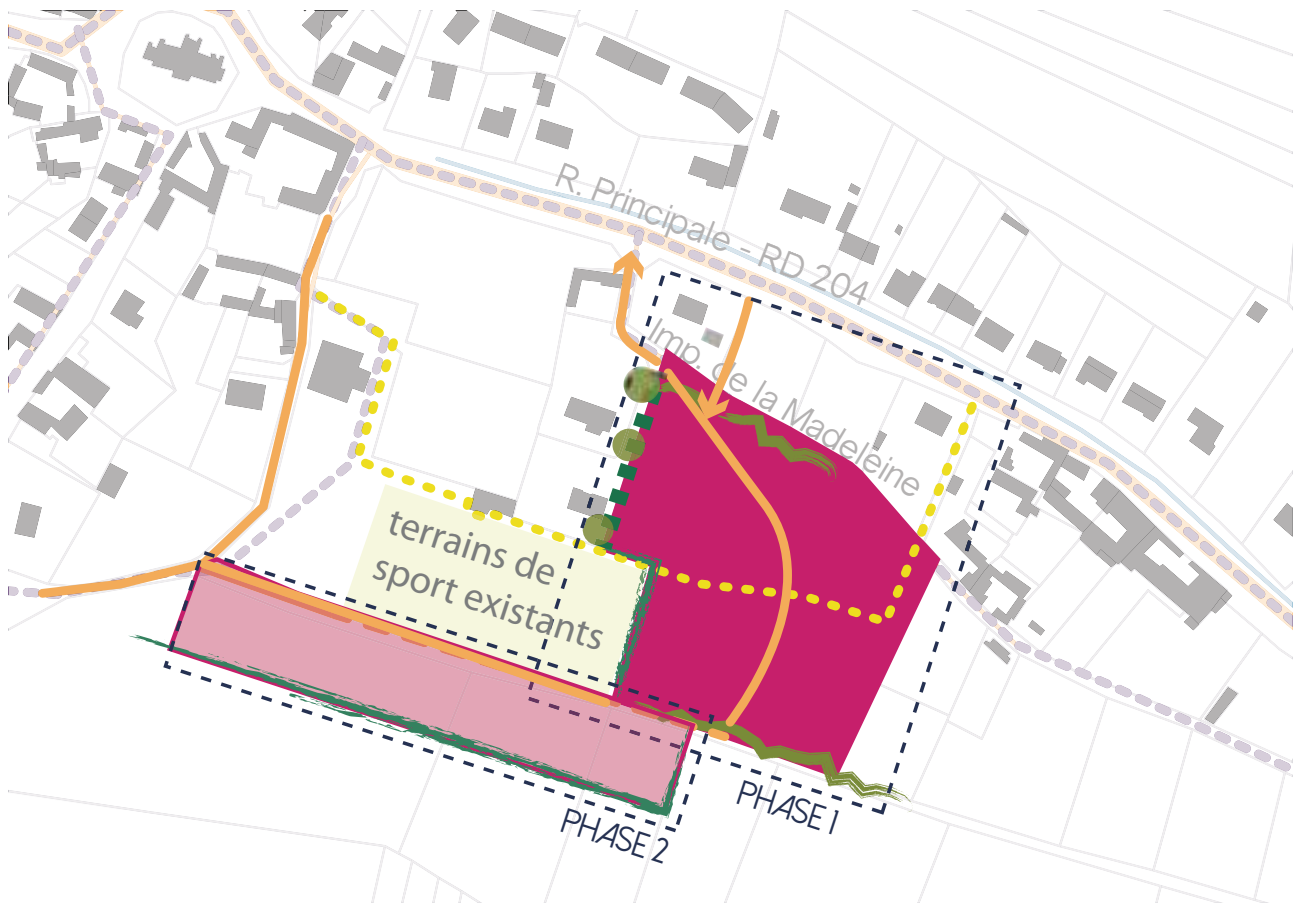 R. Principale - RD 204
Imp. de la Madeleine
terrains de
sport existants
PHASE 1
PHASE 2